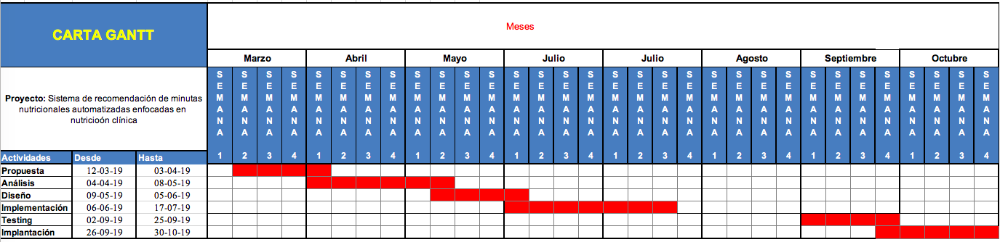 CARTA GANTT
Meses
Marzo Abril Mayo Julio Julio Agosto Septiembre Octubre
Proyecto: Sistema de recomendación de minutas
nutricionales automatizadas enfocadas en
nutricioón clínica
SEMANA SEMANA SEMANA SEMANA SEMANA SEMANA SEMANA SEMANA SEMANA SEMANA SEMANA SEMANA SEMANA SEMANA SEMANA SEMANA SEMANA SEMANA SEMANA SEMANA SEMANA SEMANA SEMANA SEMANA SEMANA SEMANA SEMANA SEMANA SEMANA SEMANA SEMANA SEMANA
Actividades Desde Hasta 1 2 3 4 1 2 3 4 1 2 3 4 1 2 3 4 1 2 3 4 1 2 3 4 1 2 3 4 1 2 3 4
Propuesta 12-03-19 03-04-19
Análisis 04-04-19 08-05-19
Diseño 09-05-19 05-06-19
Implementación 06-06-19 17-07-19
Testing 02-09-19 25-09-19
Implantación 26-09-19 30-10-19